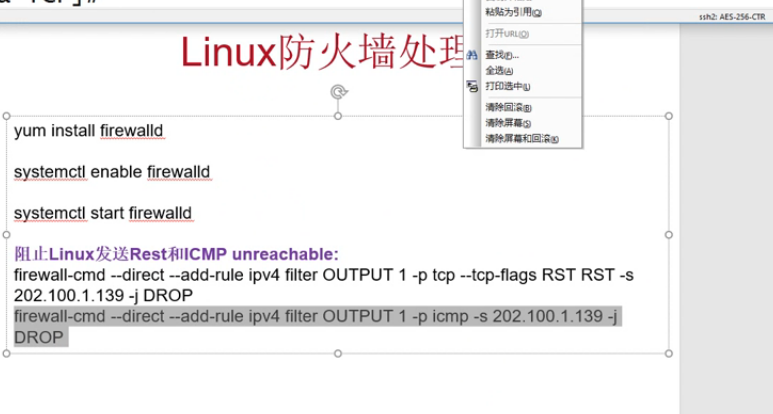 粘贴为引用(Q)
ssh2: AES-256-CTR
打开URL(O)
Linux防火墙处理
查找(F)...
全选(A)
打印选中(L)
清除回滚(B)
清除屏幕(S)
清除屏幕和回滚(K)
yum install firewalld
systemctl enable firewalld
systemctl start firewalld
阻止Linux发送Rest和ICMP unreachable:
firewall-cmd --direct --add-rule ipv4 filter OUTPUT 1 -p tcp --tcp-flags RST RST -s
202.100.1.139 -j DROP
firewall-cmd --direct --add-rule ipv4 filter OUTPUT 1 -p icmp -s 202.100.1.139 -j
DROP